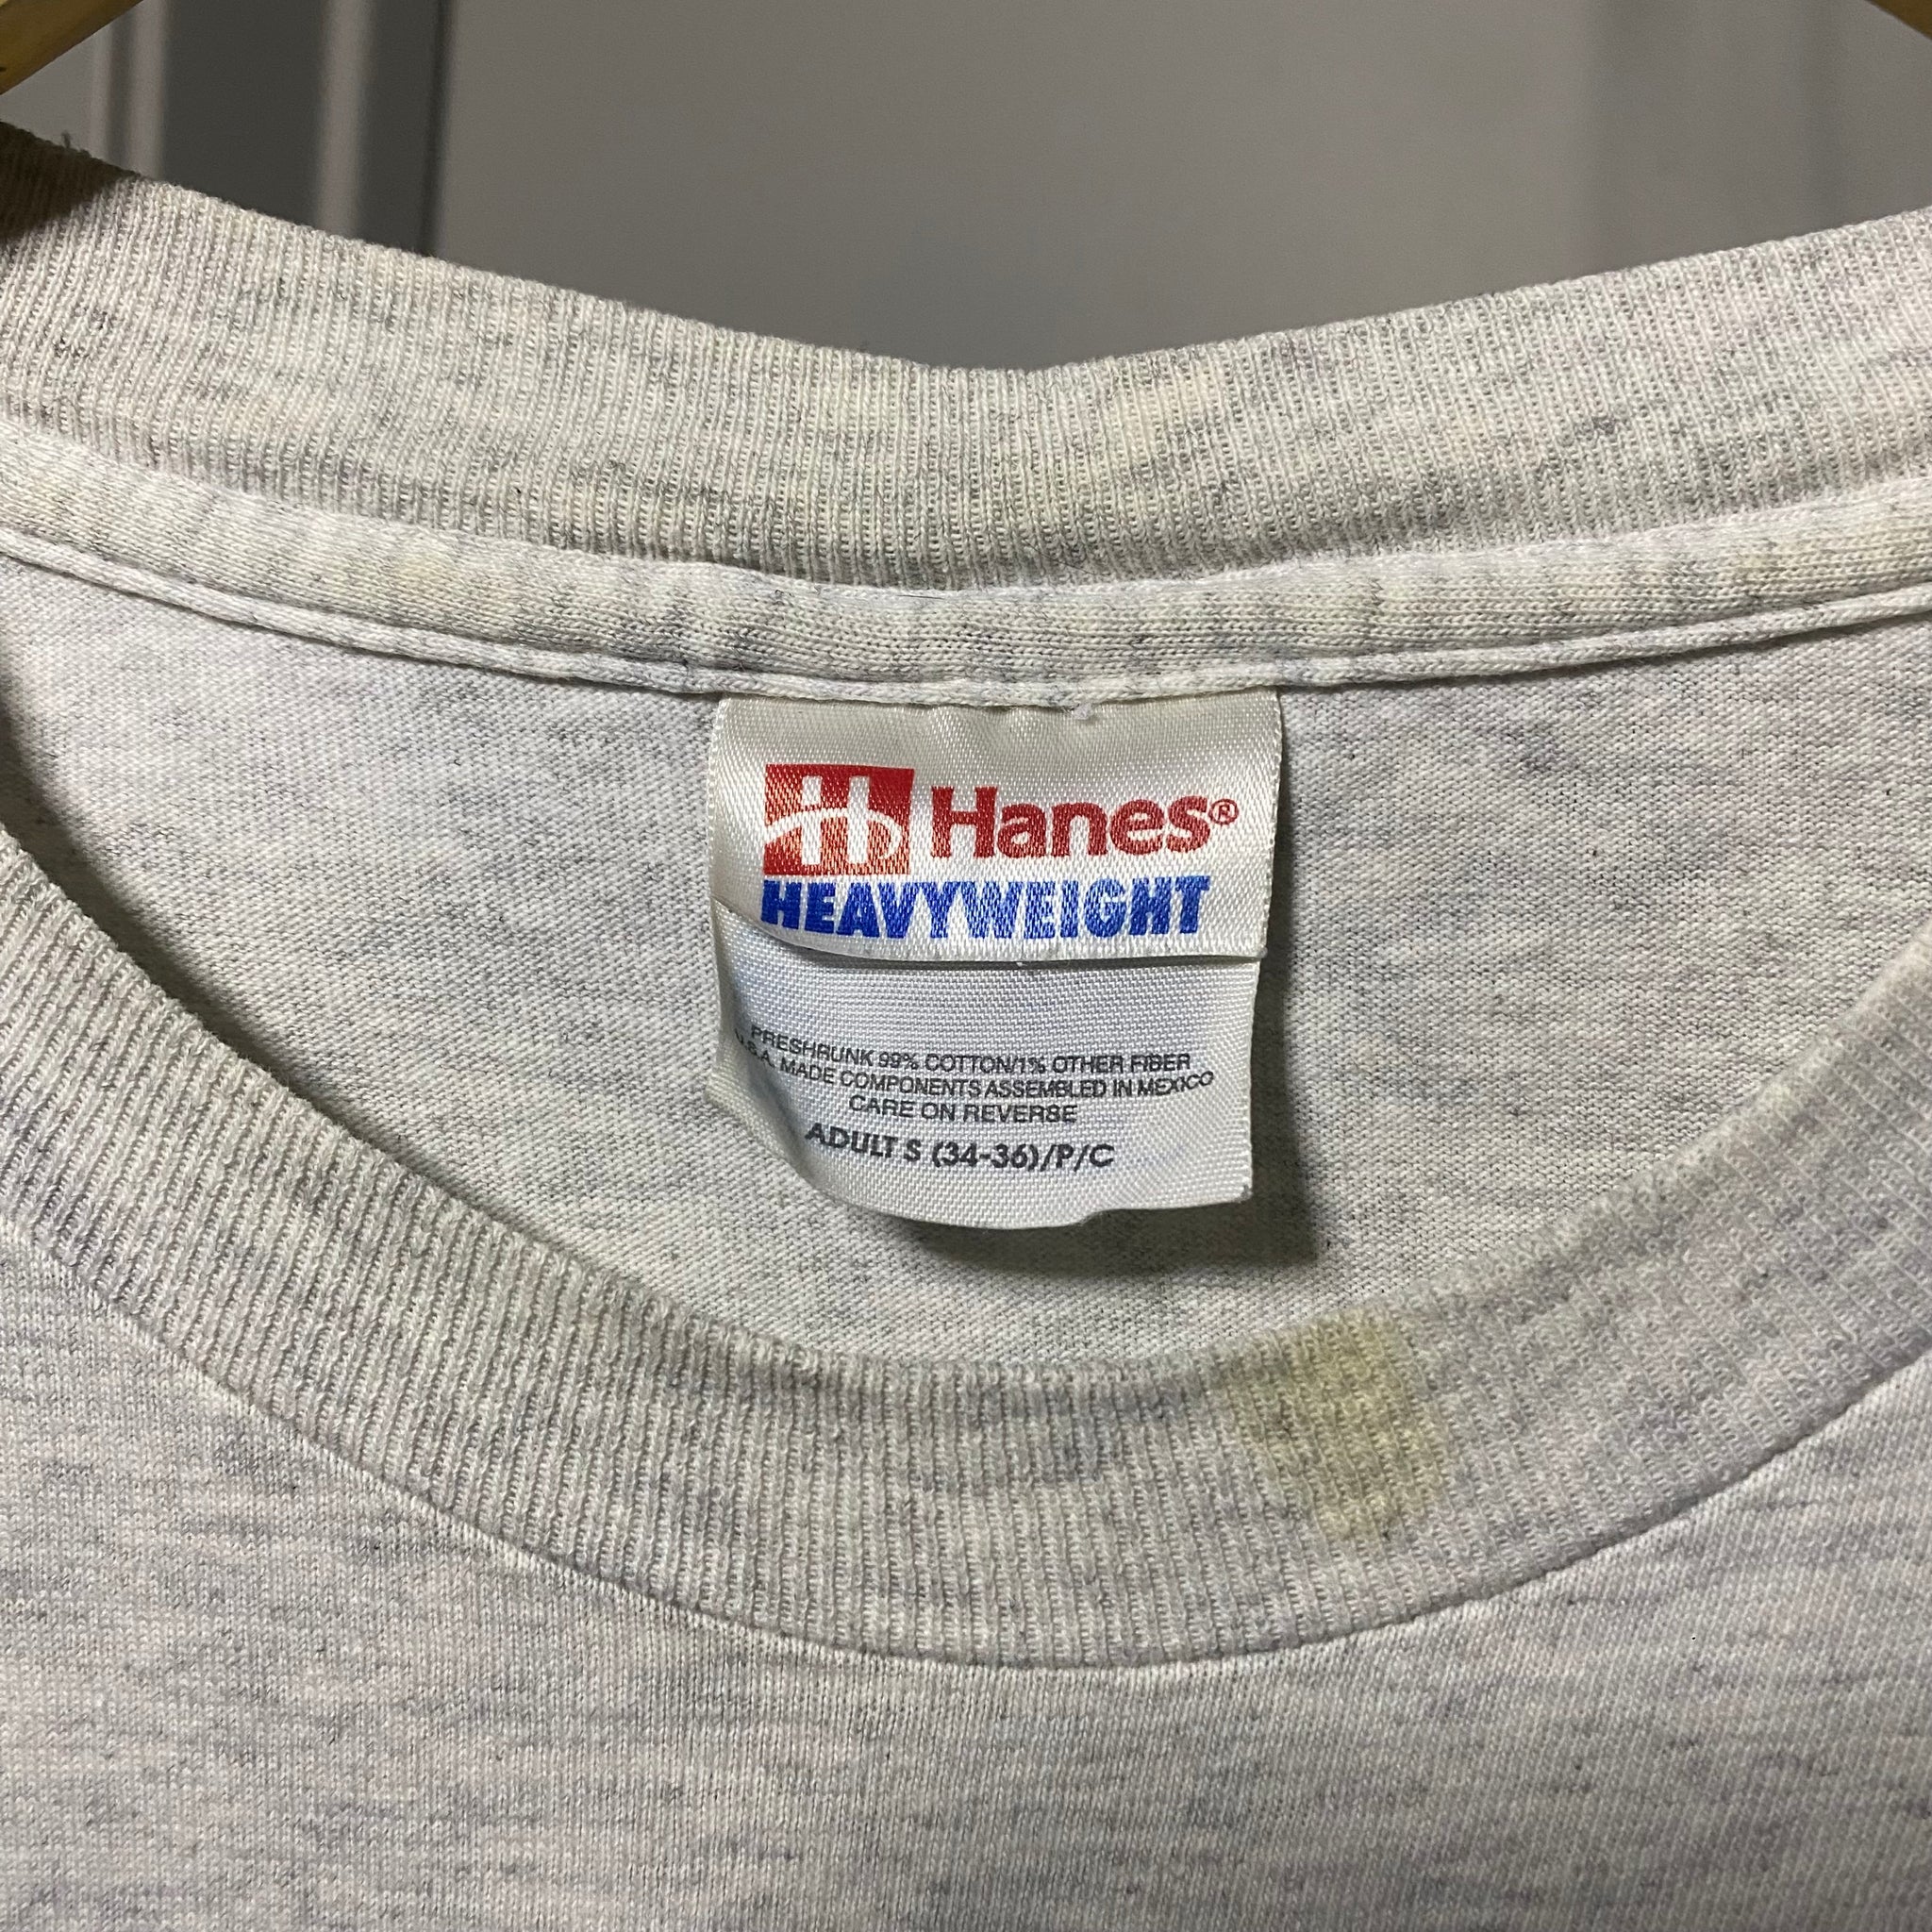 H Hanes®
HEAVYWEIGHT
PRESHRUNK 99% COTTON/1% OTHER FIBER
U.S.A. MADE COMPONENTS ASSEMBLED IN MEXICO
CARE ON REVERSE
ADULT S (34-36)/P/C